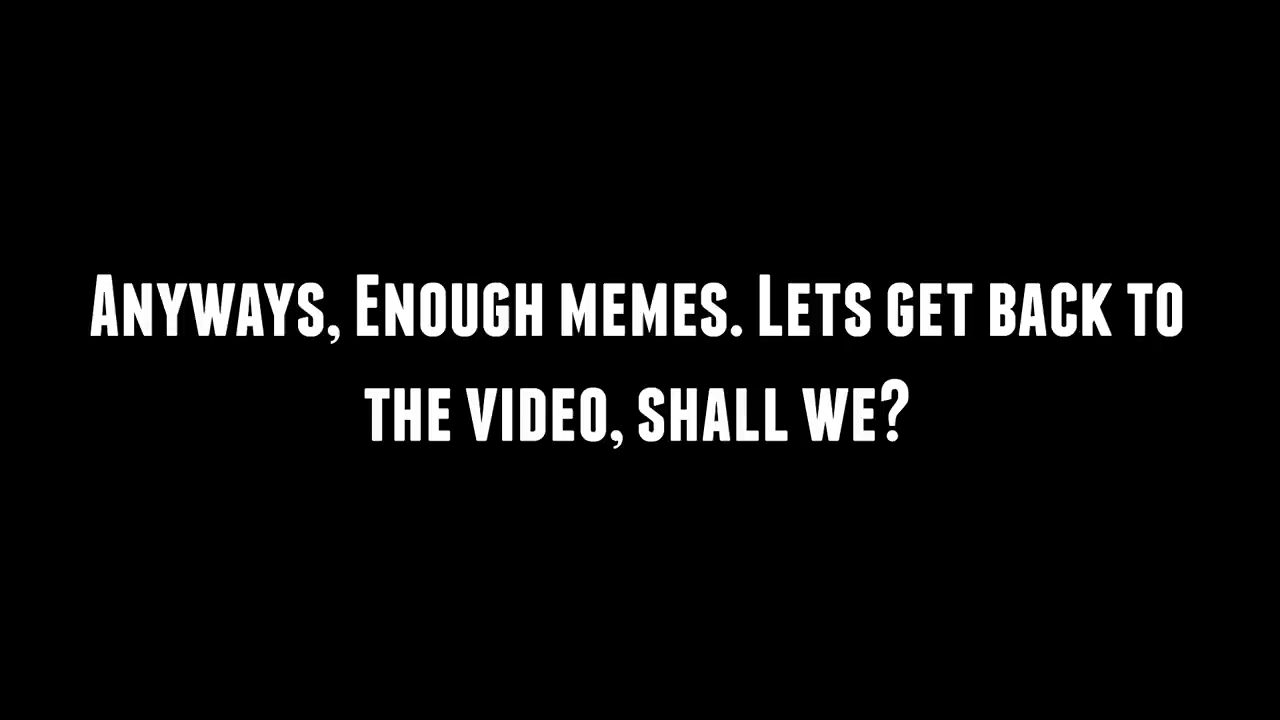 Anyways, Enough memes. Lets get back to
the video, shall we?